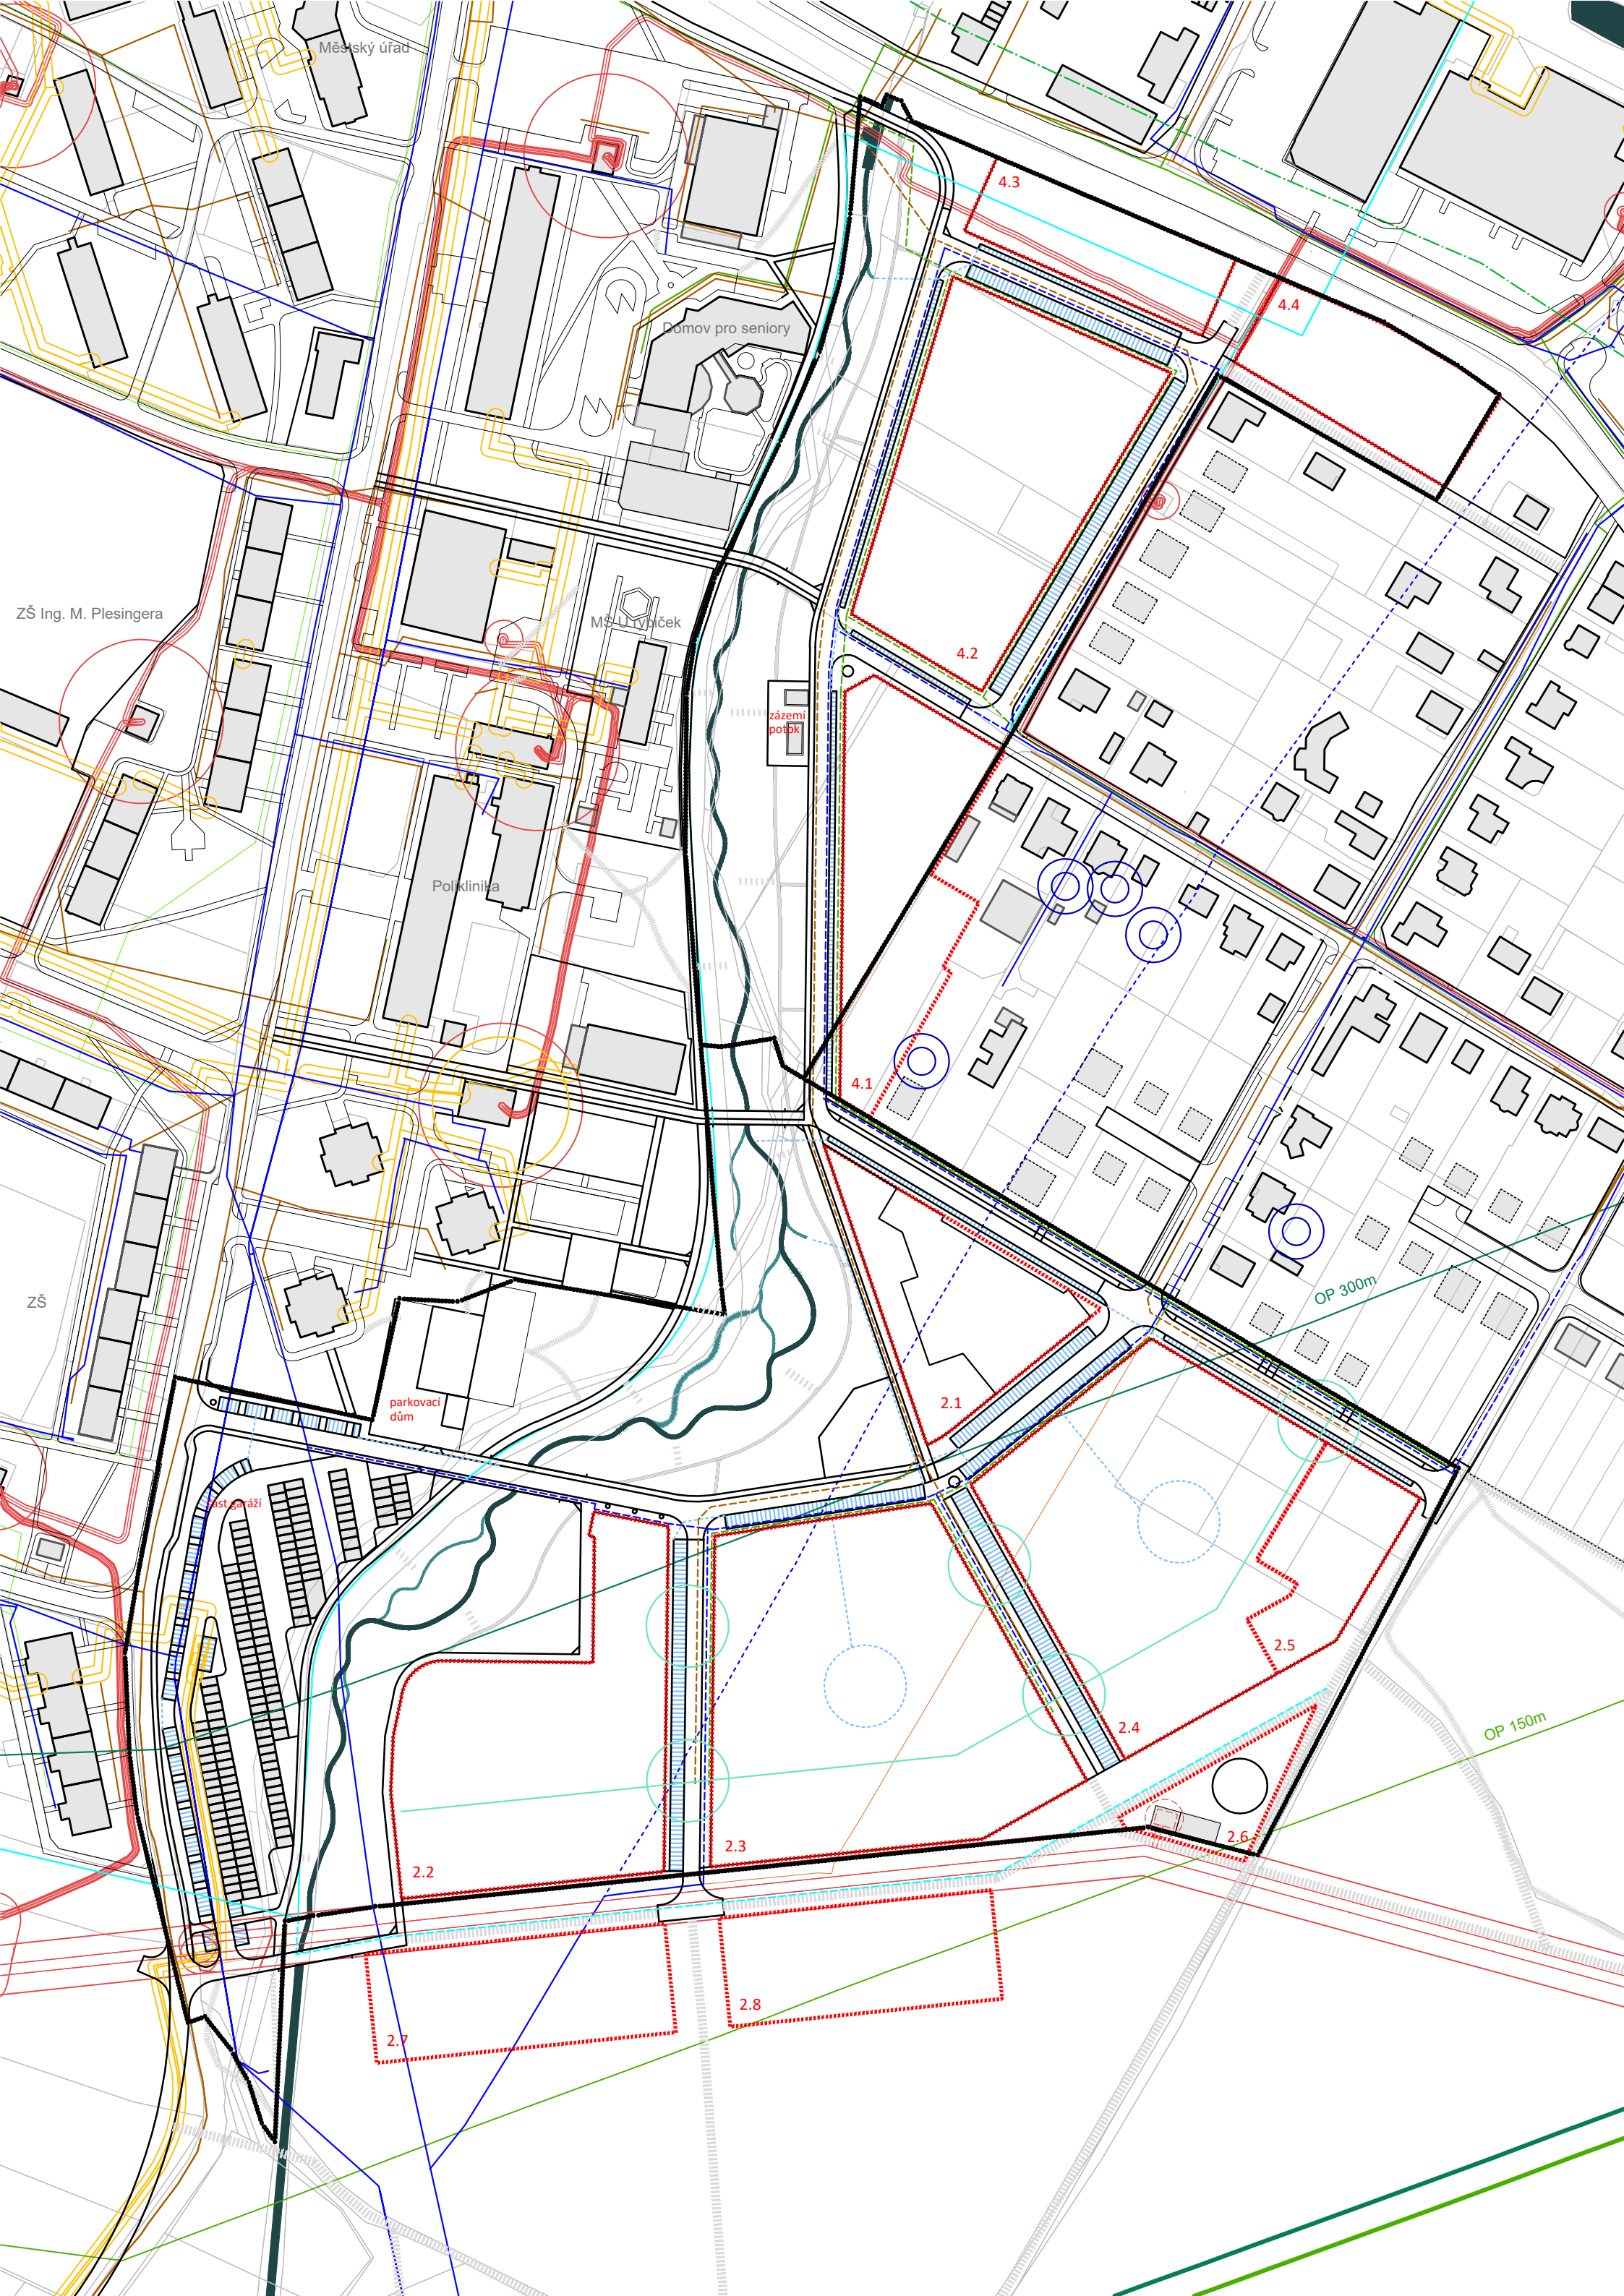 Městský úřad
4.3
4.4
Domov pro seniory
ZŠ Ing. M. Plesingera
MŠ U rybiček
4.2
zázemí
potok
Poliklinika
4.1
OP 300m
ZŠ
parkovací
dům
2.1
část garáží
2.5
2.4
OP 150m
2.6
2.3
2.2
2.8
2.7